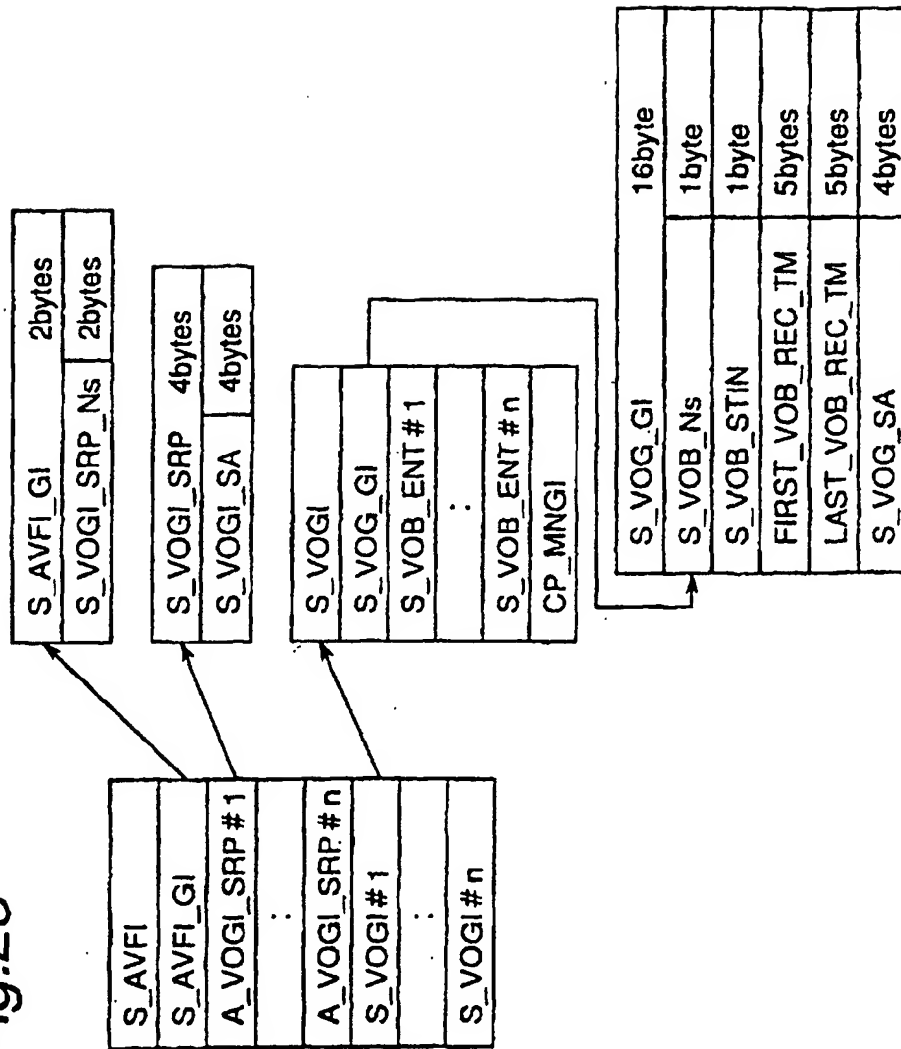 S_AVFI
S_AVFI_GI
A_VOGI_SRP#1
:
A_VOGI_SRP#n
S_VOGI#1
:
S_VOGI#n
S_AVFI_GI 2bytes
S_VOGI_SRP_Ns 2bytes
S_VOGI_SRP 4bytes
S_VOGI_SA 4bytes
S_VOGI
S_VOG_GI
S_VOB_ENT#1
:
S_VOB_ENT#n
CP_MNGI
S_VOG_GI 16byte
S_VOB_Ns 1byte
S_VOB_STIN 1byte
FIRST_VOB_REC_TM 5bytes
LAST_VOB_REC_TM 5bytes
S_VOG_SA 4bytes